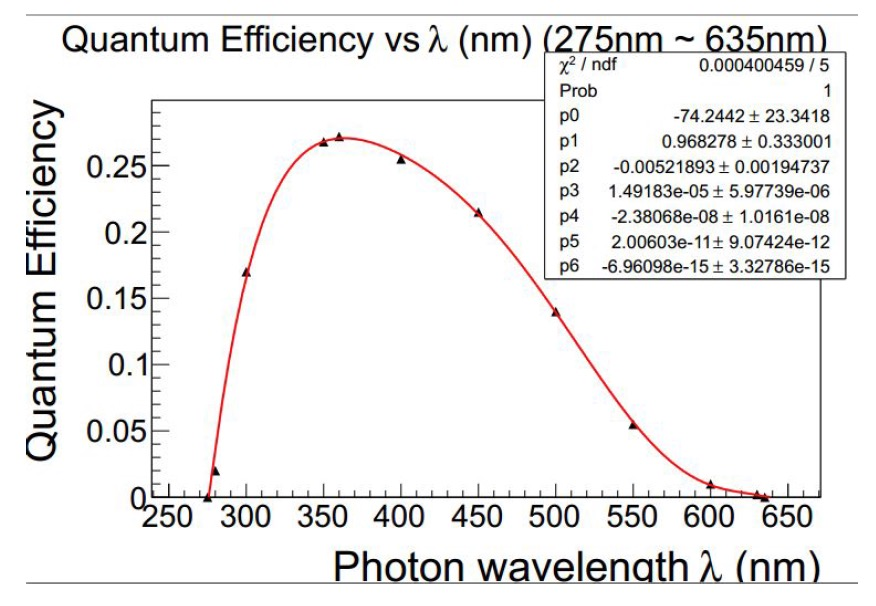 Quantum Efficiency vs λ (nm) (275nm ~ 635nm)
χ² / ndf 0.000400459 / 5
Prob 1
p0 -74.2442 ± 23.3418
p1 0.968278 ± 0.333001
p2 -0.00521893 ± 0.00194737
p3 1.49183e-05 ± 5.97739e-06
p4 -2.38068e-08 ± 1.0161e-08
p5 2.00603e-11 ± 9.07424e-12
p6 -6.96098e-15 ± 3.32786e-15
Quantum Efficiency
0.25
0.2
0.15
0.1
0.05
0
250 300 350 400 450 500 550 600 650
Photon wavelength λ (nm)